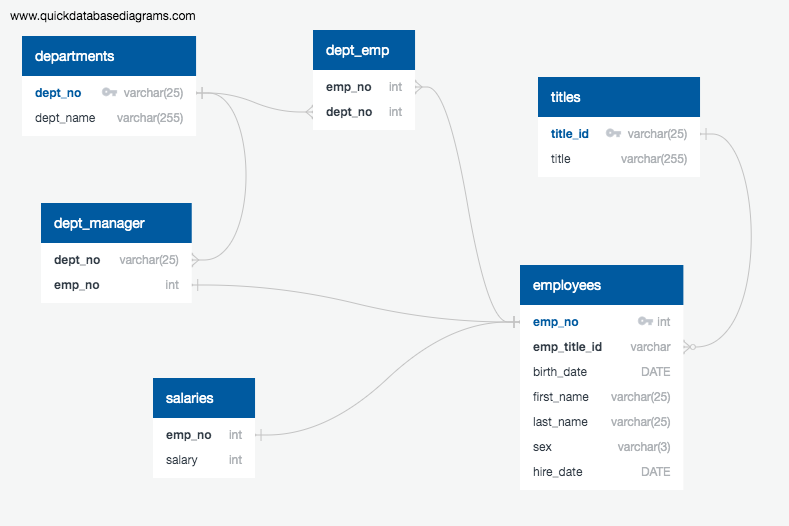 www.quickdatabasediagrams.com
departments
dept_no varchar(25)
dept_name varchar(255)
dept_emp
emp_no int
dept_no int
titles
title_id varchar(25)
title varchar(255)
dept_manager
dept_no varchar(25)
emp_no int
employees
emp_no int
emp_title_id varchar
birth_date DATE
first_name varchar(25)
last_name varchar(25)
sex varchar(3)
hire_date DATE
salaries
emp_no int
salary int